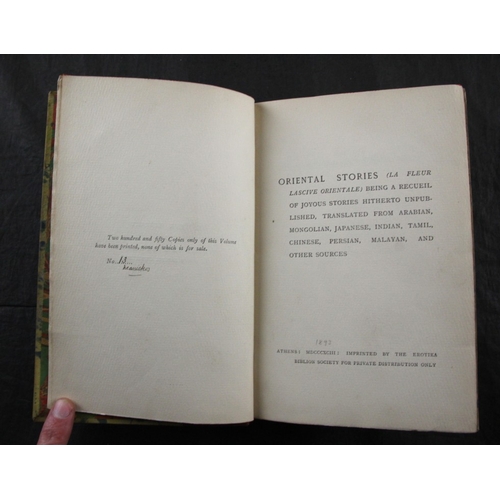 Two hundred and fifty Copies only of this Volume
have been printed, none of which is for sale.
No. 13
ORIENTAL STORIES (LA FLEUR
LASCIVE ORIENTALE) BEING A RECUEIL
OF JOYOUS STORIES HITHERTO UNPUB-
LISHED, TRANSLATED FROM ARABIAN,
MONGOLIAN, JAPANESE, INDIAN, TAMIL,
CHINESE, PERSIAN, MALAYAN, AND
OTHER SOURCES
1893
ATHENS: MDCCCXCIII: IMPRINTED BY THE EROTIKA
BIBLION SOCIETY FOR PRIVATE DISTRIBUTION ONLY